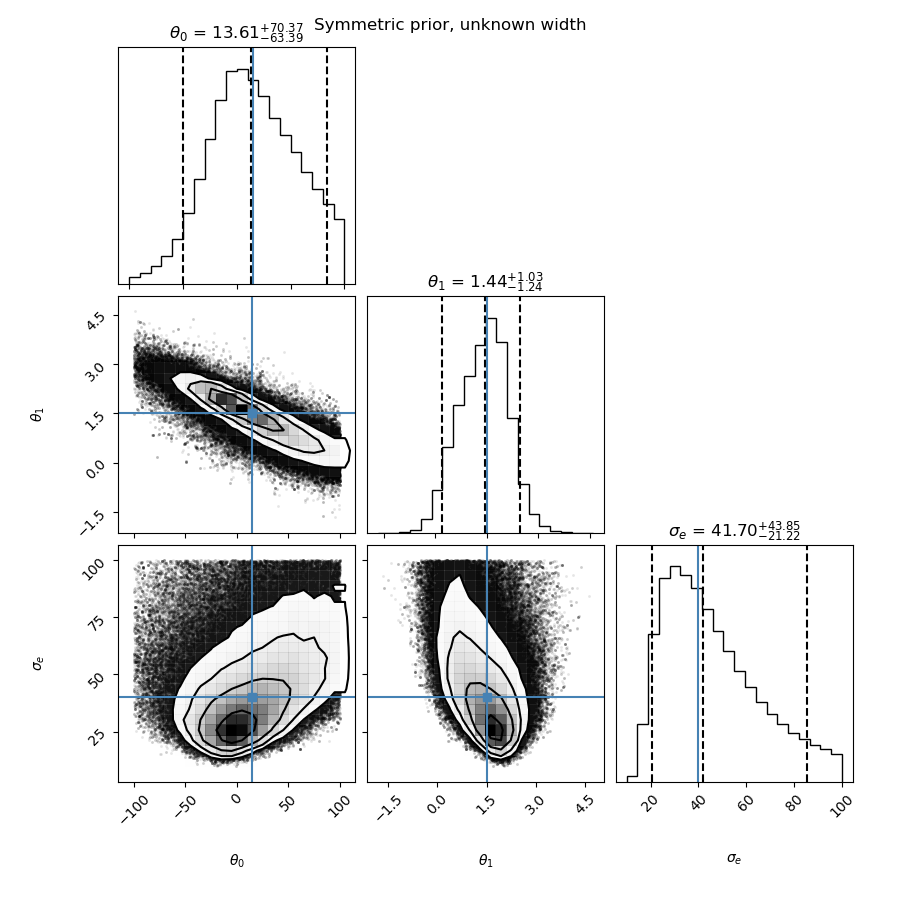 Symmetric prior, unknown width
θ₀ = 13.61⁺⁷⁰·³⁷₋₆₃.₃₉
θ₁ = 1.44⁺¹·⁰³₋₁.₂₄
4.5
3.0
1.5
0.0
−1.5
θ₁
σₑ = 41.70⁺⁴³·⁸⁵₋₂₁.₂₂
100
75
50
25
σₑ
−100 −50 0 50 100
−1.5 0.0 1.5 3.0 4.5
20 40 60 80 100
θ₀ θ₁ σₑ